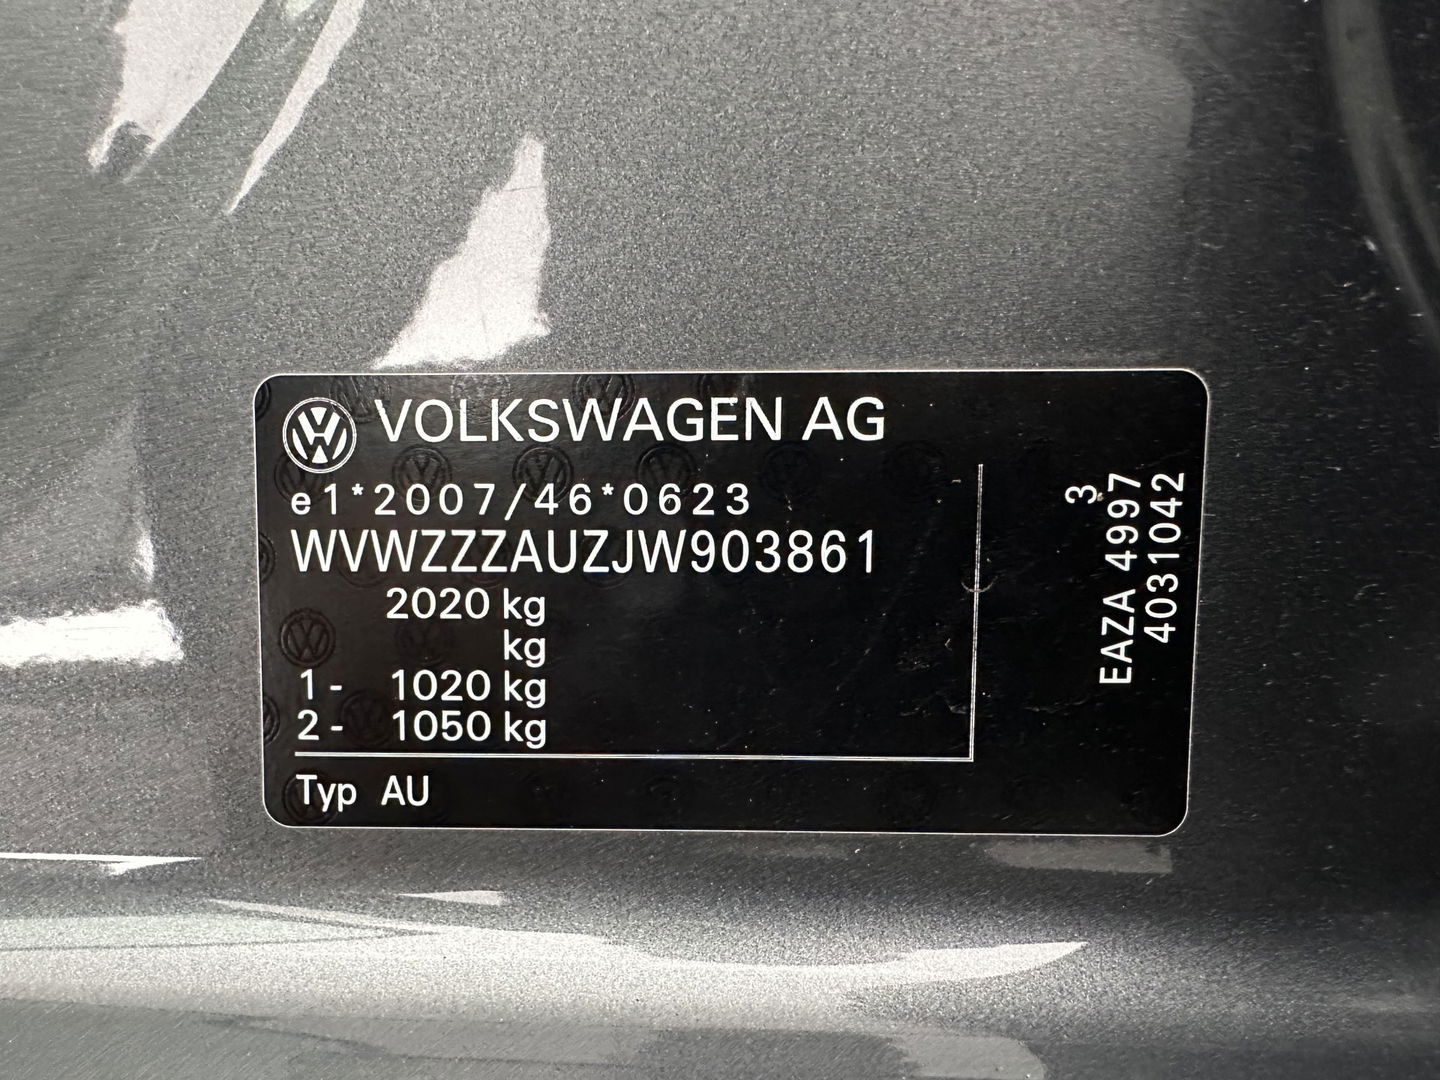 VOLKSWAGEN AG
e1*2007/46*0623
WVWZZZAUZJW903861
2020 kg
kg
1- 1020 kg
2- 1050 kg
Typ AU
3
EAZA 4997
4031042